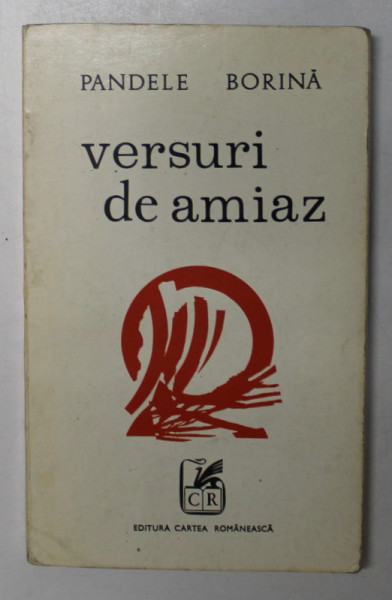 PANDELE BORINĂ
versuri
de amiaz
CR
EDITURA CARTEA ROMÂNEASCĂ